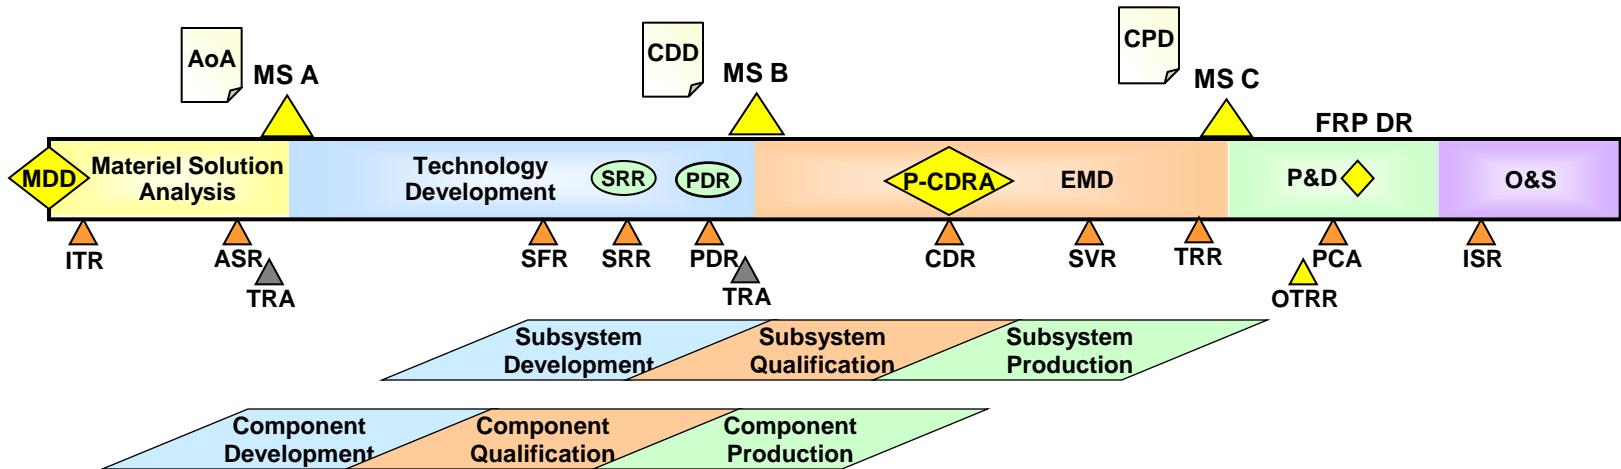 AoA
MS A
CDD
MS B
CPD
MS C
FRP DR
MDD
Materiel Solution
Analysis
Technology
Development
SRR
PDR
P-CDRA
EMD
P&D
O&S
ITR
ASR
TRA
SFR
SRR
PDR
TRA
CDR
SVR
TRR
OTRR
PCA
ISR
Subsystem
Development
Subsystem
Qualification
Subsystem
Production
Component
Development
Component
Qualification
Component
Production